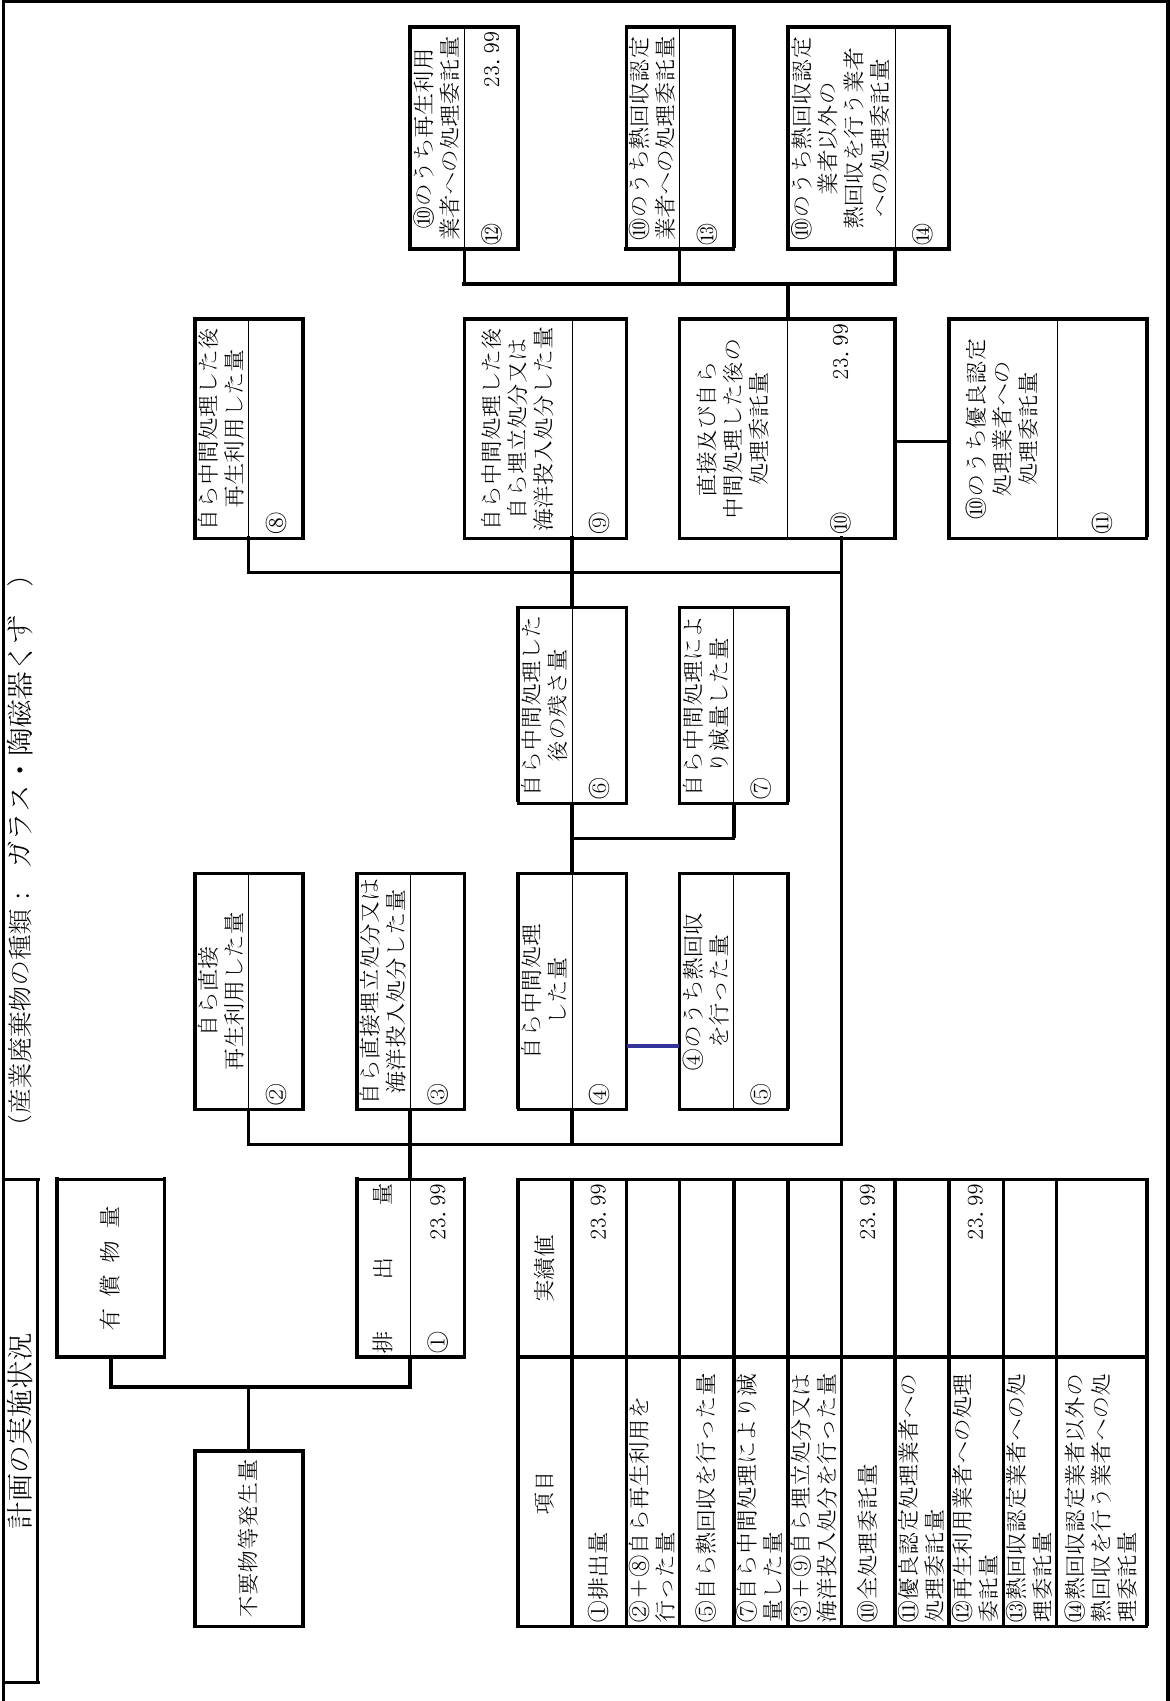 計画の実施状況
（産業廃棄物の種類： ガラス・陶磁器くず ）
有償物量
不要物等発生量
排出量
① 23.99
自ら直接
再生利用した量
②
自ら直接埋立処分又は
海洋投入処分した量
③
自ら中間処理
した量
④
④のうち熱回収
を行った量
⑤
自ら中間処理した
後の残さ量
⑥
自ら中間処理によ
り減量した量
⑦
自ら中間処理した後
再生利用した量
⑧
自ら中間処理した後
自ら埋立処分又は
海洋投入処分した量
⑨
直接及び自ら
中間処理した後の
処理委託量
⑩ 23.99
⑩のうち優良認定
処理業者への
処理委託量
⑪
⑩のうち再生利用
業者への処理委託量
⑫ 23.99
⑩のうち熱回収認定
業者への処理委託量
⑬
⑩のうち熱回収認定
業者以外の
熱回収を行う業者
への処理委託量
⑭
項目 実績値
①排出量 23.99
②＋⑧自ら再生利用を
行った量
⑤自ら熱回収を行った量
⑦自ら中間処理により減
量した量
③＋⑨自ら埋立処分又は
海洋投入処分を行った量
⑩全処理委託量 23.99
⑪優良認定処理業者への
処理委託量
⑫再生利用業者への処理
委託量 23.99
⑬熱回収認定業者への処
理委託量
⑭熱回収認定業者以外の
熱回収を行う業者への処
理委託量